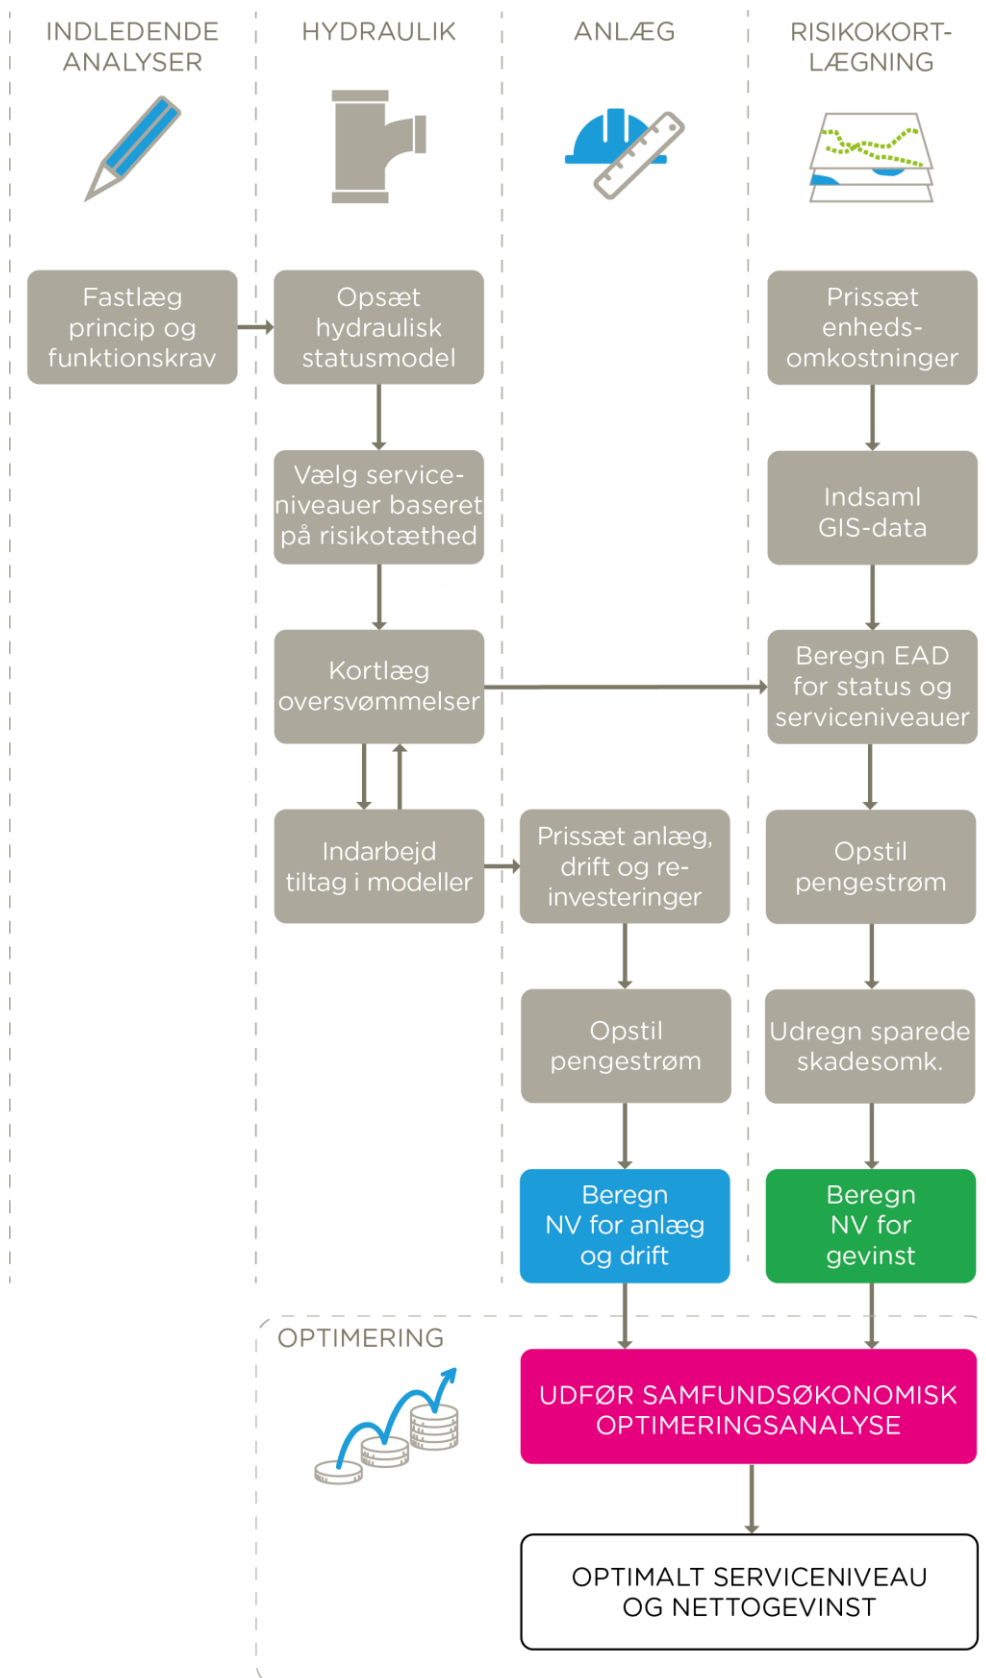 INDLEDENDE
ANALYSER
HYDRAULIK
ANLÆG
RISIKOKORT-
LÆGNING
Fastlæg
princip og
funktionskrav
Opsæt
hydraulisk
statusmodel
Prissæt
enheds-
omkostninger
Vælg service-
niveauer baseret
på risikotæthed
Indsaml
GIS-data
Kortlæg
oversvømmelser
Beregn EAD
for status og
serviceniveauer
Indarbejd
tiltag i modeller
Prissæt anlæg,
drift og re-
investeringer
Opstil
pengestrøm
Opstil
pengestrøm
Udregn sparede
skadesomk.
Beregn
NV for anlæg
og drift
Beregn
NV for
gevinst
OPTIMERING
UDFØR SAMFUNDSØKONOMISK
OPTIMERINGSANALYSE
OPTIMALT SERVICENIVEAU
OG NETTOGEVINST